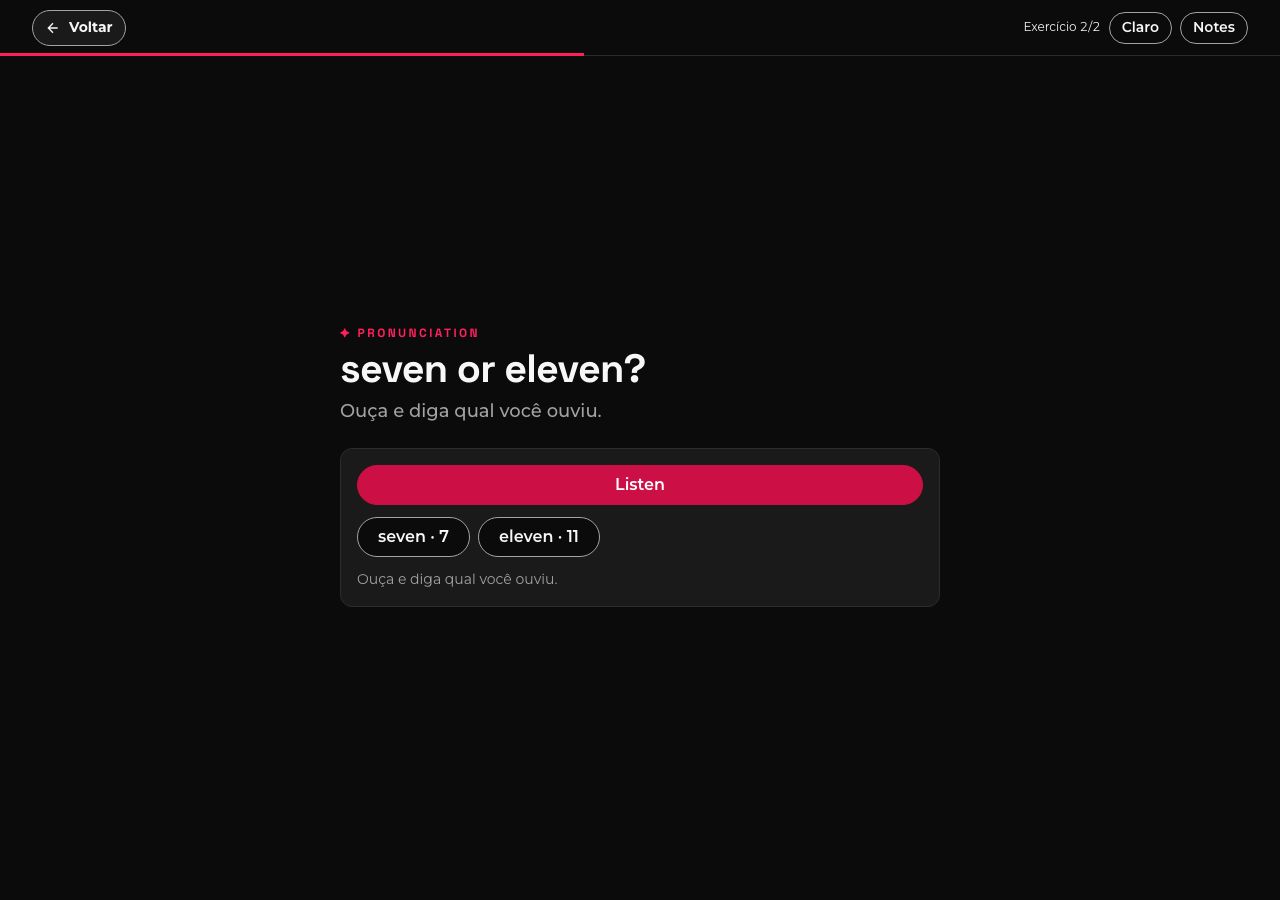 ← Voltar
Exercício 2/2
Claro
Notes
✦ PRONUNCIATION
seven or eleven?
Ouça e diga qual você ouviu.
Listen
seven · 7
eleven · 11
Ouça e diga qual você ouviu.